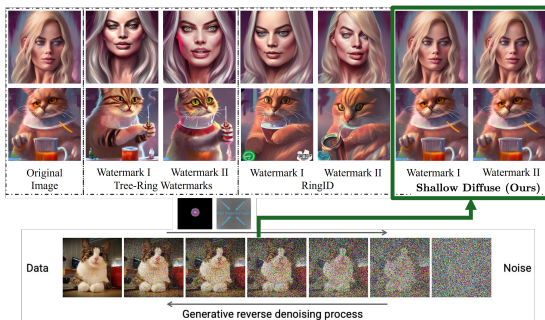 Original Image
Watermark I
Watermark II
Tree-Ring Watermarks
Watermark I
Watermark II
RingID
Watermark I
Watermark II
Shallow Diffuse (Ours)
Data
Noise
Generative reverse denoising process